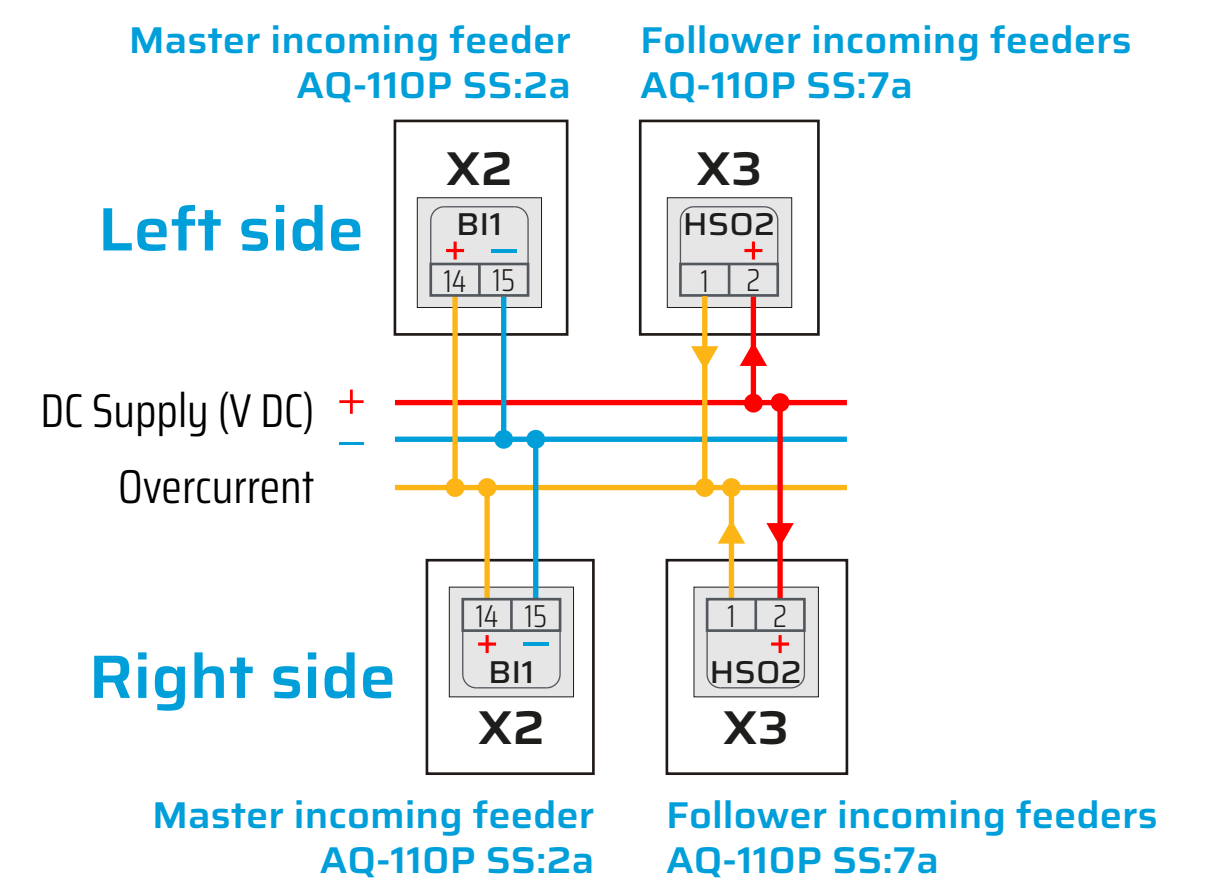 Master incoming feeder
AQ-110P SS:2a
Follower incoming feeders
AQ-110P SS:7a
X2
X3
Left side
BI1
+ −
14 15
HSO2
+
1 2
DC Supply (V DC) +
−
Overcurrent
14 15
+ −
BI1
1 2
+
HSO2
Right side
X2
X3
Master incoming feeder
AQ-110P SS:2a
Follower incoming feeders
AQ-110P SS:7a